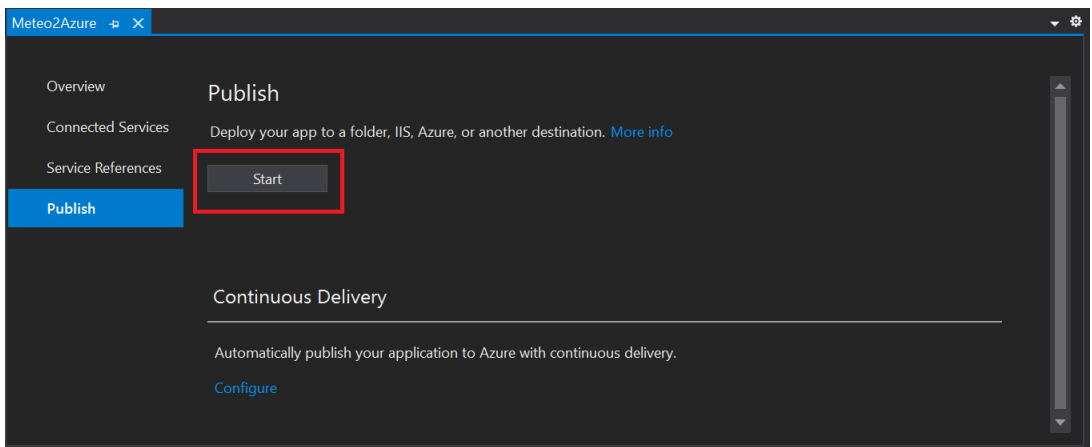 Meteo2Azure
Overview
Connected Services
Service References
Publish
Publish
Deploy your app to a folder, IIS, Azure, or another destination. More info
Start
Continuous Delivery
Automatically publish your application to Azure with continuous delivery.
Configure